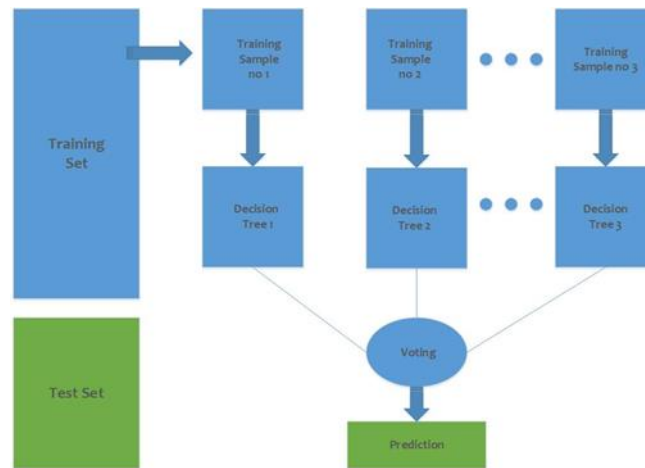 Training
Set
Training
Sample
no 1
Training
Sample
no 2
Training
Sample no 3
Decision
Tree 1
Decision
Tree 2
Decision
Tree 3
Voting
Test Set
Prediction